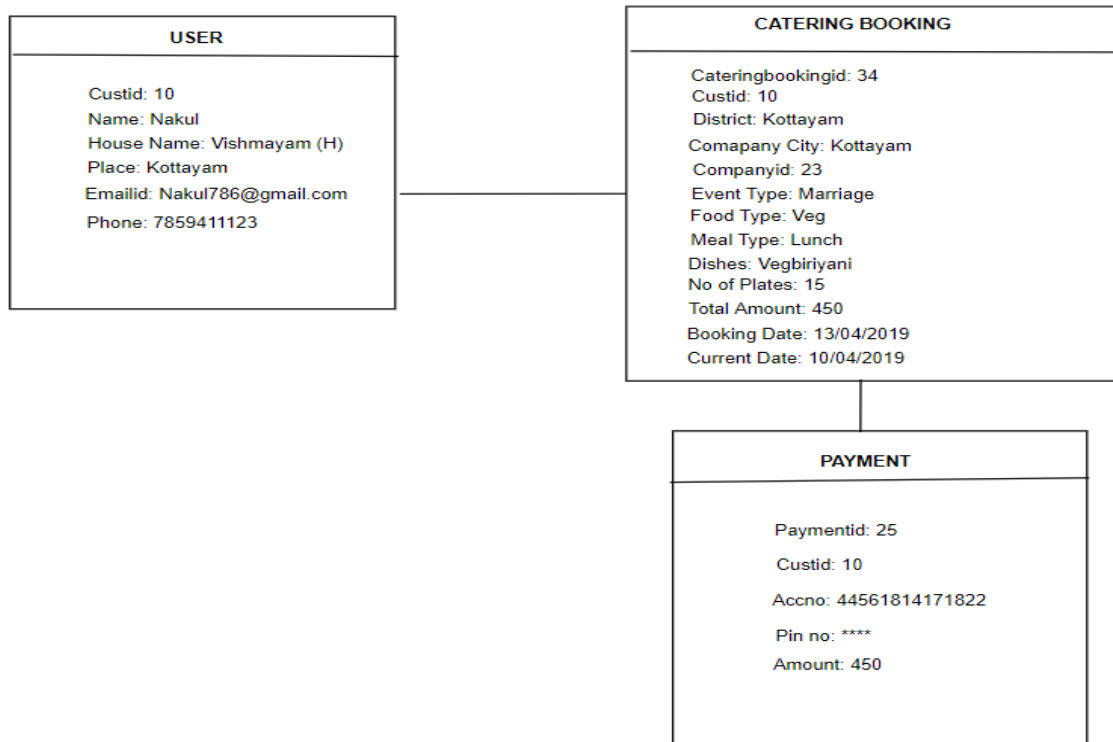 USER
Custid: 10
Name: Nakul
House Name: Vishmayam (H)
Place: Kottayam
Emailid: Nakul786@gmail.com
Phone: 7859411123
CATERING BOOKING
Cateringbookingid: 34
Custid: 10
District: Kottayam
Comapany City: Kottayam
Companyid: 23
Event Type: Marriage
Food Type: Veg
Meal Type: Lunch
Dishes: Vegbiriyani
No of Plates: 15
Total Amount: 450
Booking Date: 13/04/2019
Current Date: 10/04/2019
PAYMENT
Paymentid: 25
Custid: 10
Accno: 44561814171822
Pin no: ****
Amount: 450